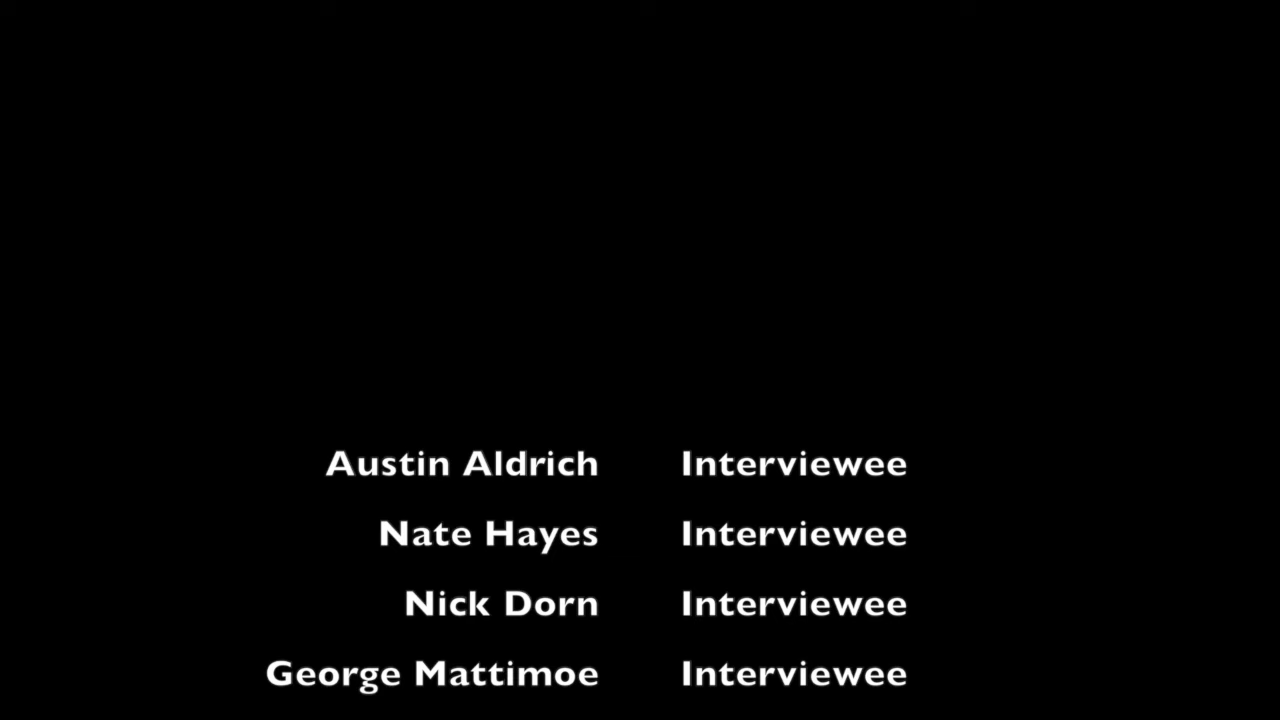 Austin Aldrich Interviewee
Nate Hayes Interviewee
Nick Dorn Interviewee
George Mattimoe Interviewee